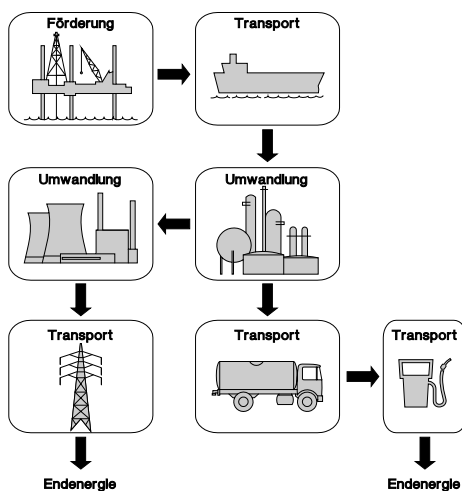 Förderung
Transport
Umwandlung
Umwandlung
Transport
Transport
Transport
Endenergie
Endenergie